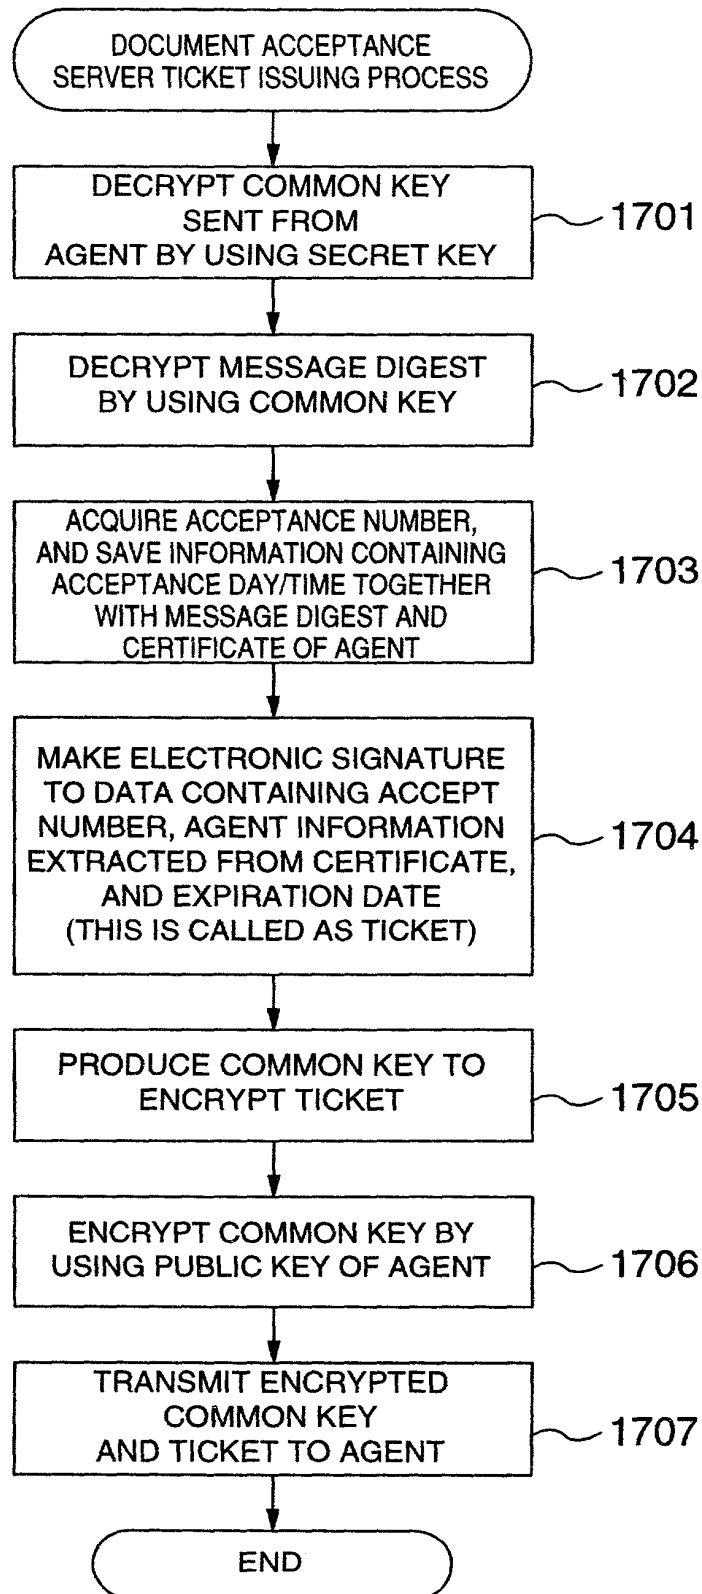 DOCUMENT ACCEPTANCE
SERVER TICKET ISSUING PROCESS
DECRYPT COMMON KEY
SENT FROM
AGENT BY USING SECRET KEY
1701
DECRYPT MESSAGE DIGEST
BY USING COMMON KEY
1702
ACQUIRE ACCEPTANCE NUMBER,
AND SAVE INFORMATION CONTAINING
ACCEPTANCE DAY/TIME TOGETHER
WITH MESSAGE DIGEST AND
CERTIFICATE OF AGENT
1703
MAKE ELECTRONIC SIGNATURE
TO DATA CONTAINING ACCEPT
NUMBER, AGENT INFORMATION
EXTRACTED FROM CERTIFICATE,
AND EXPIRATION DATE
(THIS IS CALLED AS TICKET)
1704
PRODUCE COMMON KEY TO
ENCRYPT TICKET
1705
ENCRYPT COMMON KEY BY
USING PUBLIC KEY OF AGENT
1706
TRANSMIT ENCRYPTED
COMMON KEY
AND TICKET TO AGENT
1707
END